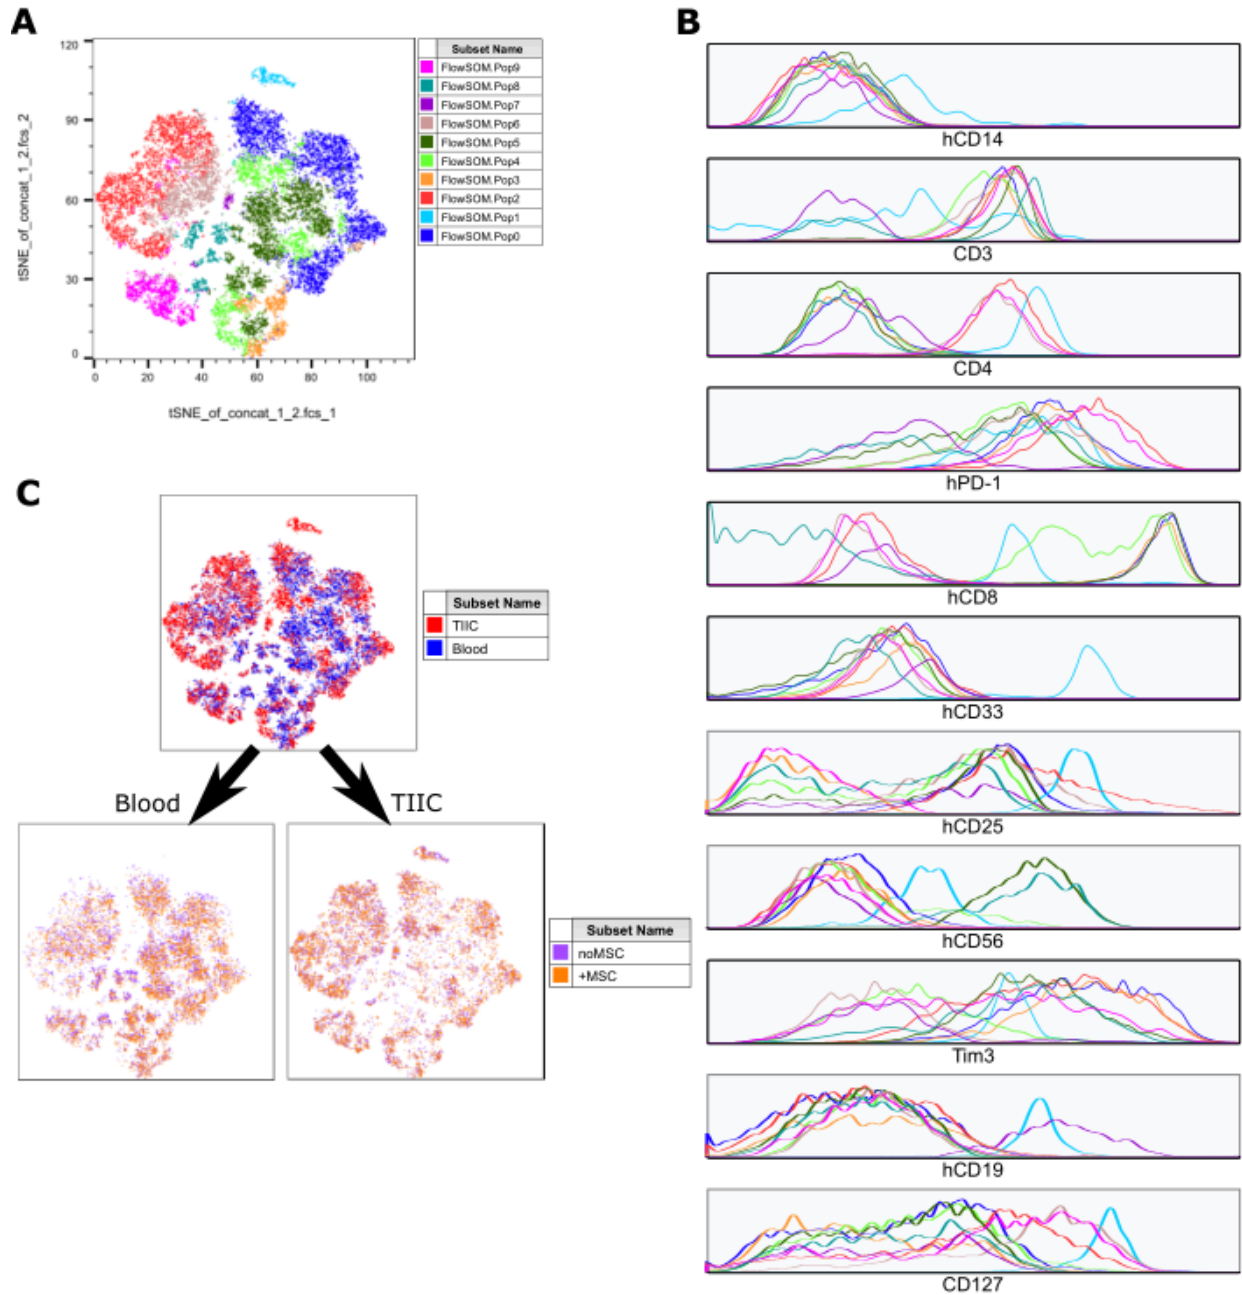 A
120
90
60
30
0
0
20
40
60
80
100
tSNE_of_concat_1_2.fcs_2
tSNE_of_concat_1_2.fcs_1
Subset Name
FlowSOM.Pop9
FlowSOM.Pop8
FlowSOM.Pop7
FlowSOM.Pop6
FlowSOM.Pop5
FlowSOM.Pop4
FlowSOM.Pop3
FlowSOM.Pop2
FlowSOM.Pop1
FlowSOM.Pop0
B
hCD14
CD3
CD4
hPD-1
hCD8
hCD33
hCD25
hCD56
Tim3
hCD19
CD127
C
Subset Name
TIIC
Blood
Blood
TIIC
Subset Name
noMSC
+MSC